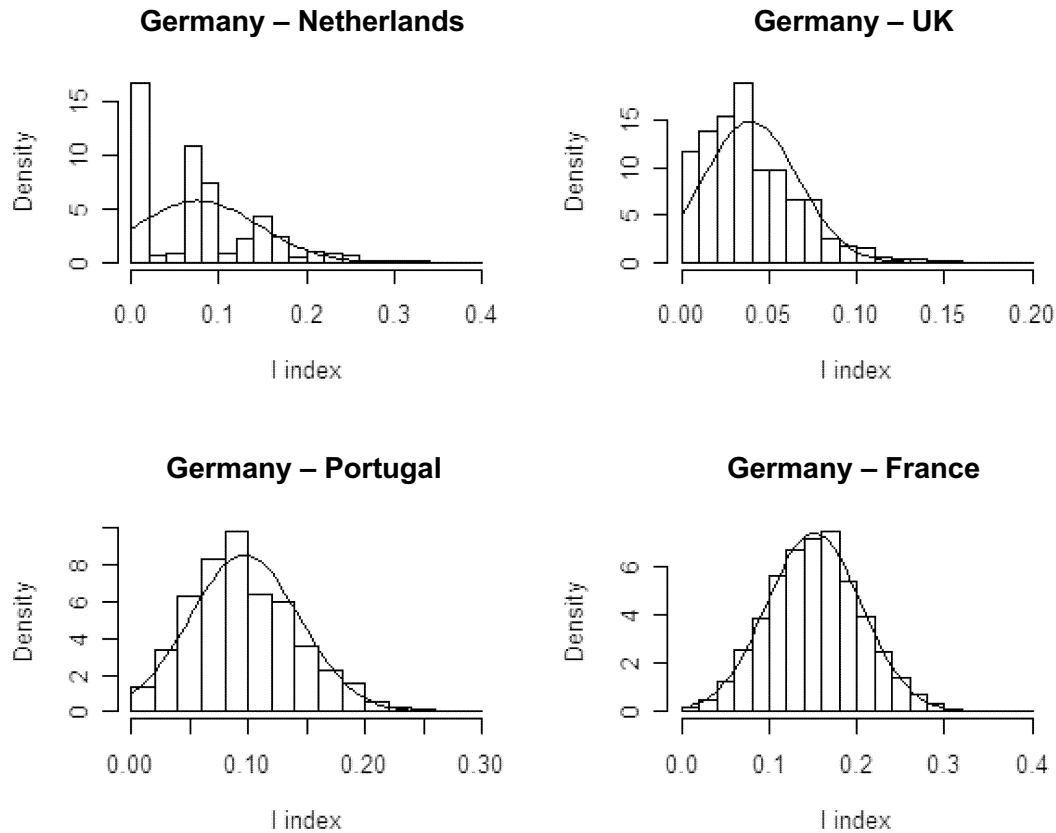 Germany – Netherlands
Density
15
10
5
0
0.0 0.1 0.2 0.3 0.4
I index
Germany – UK
Density
15
10
5
0
0.00 0.05 0.10 0.15 0.20
I index
Germany – Portugal
Density
8
6
4
2
0
0.00 0.10 0.20 0.30
I index
Germany – France
Density
6
4
2
0
0.0 0.1 0.2 0.3 0.4
I index